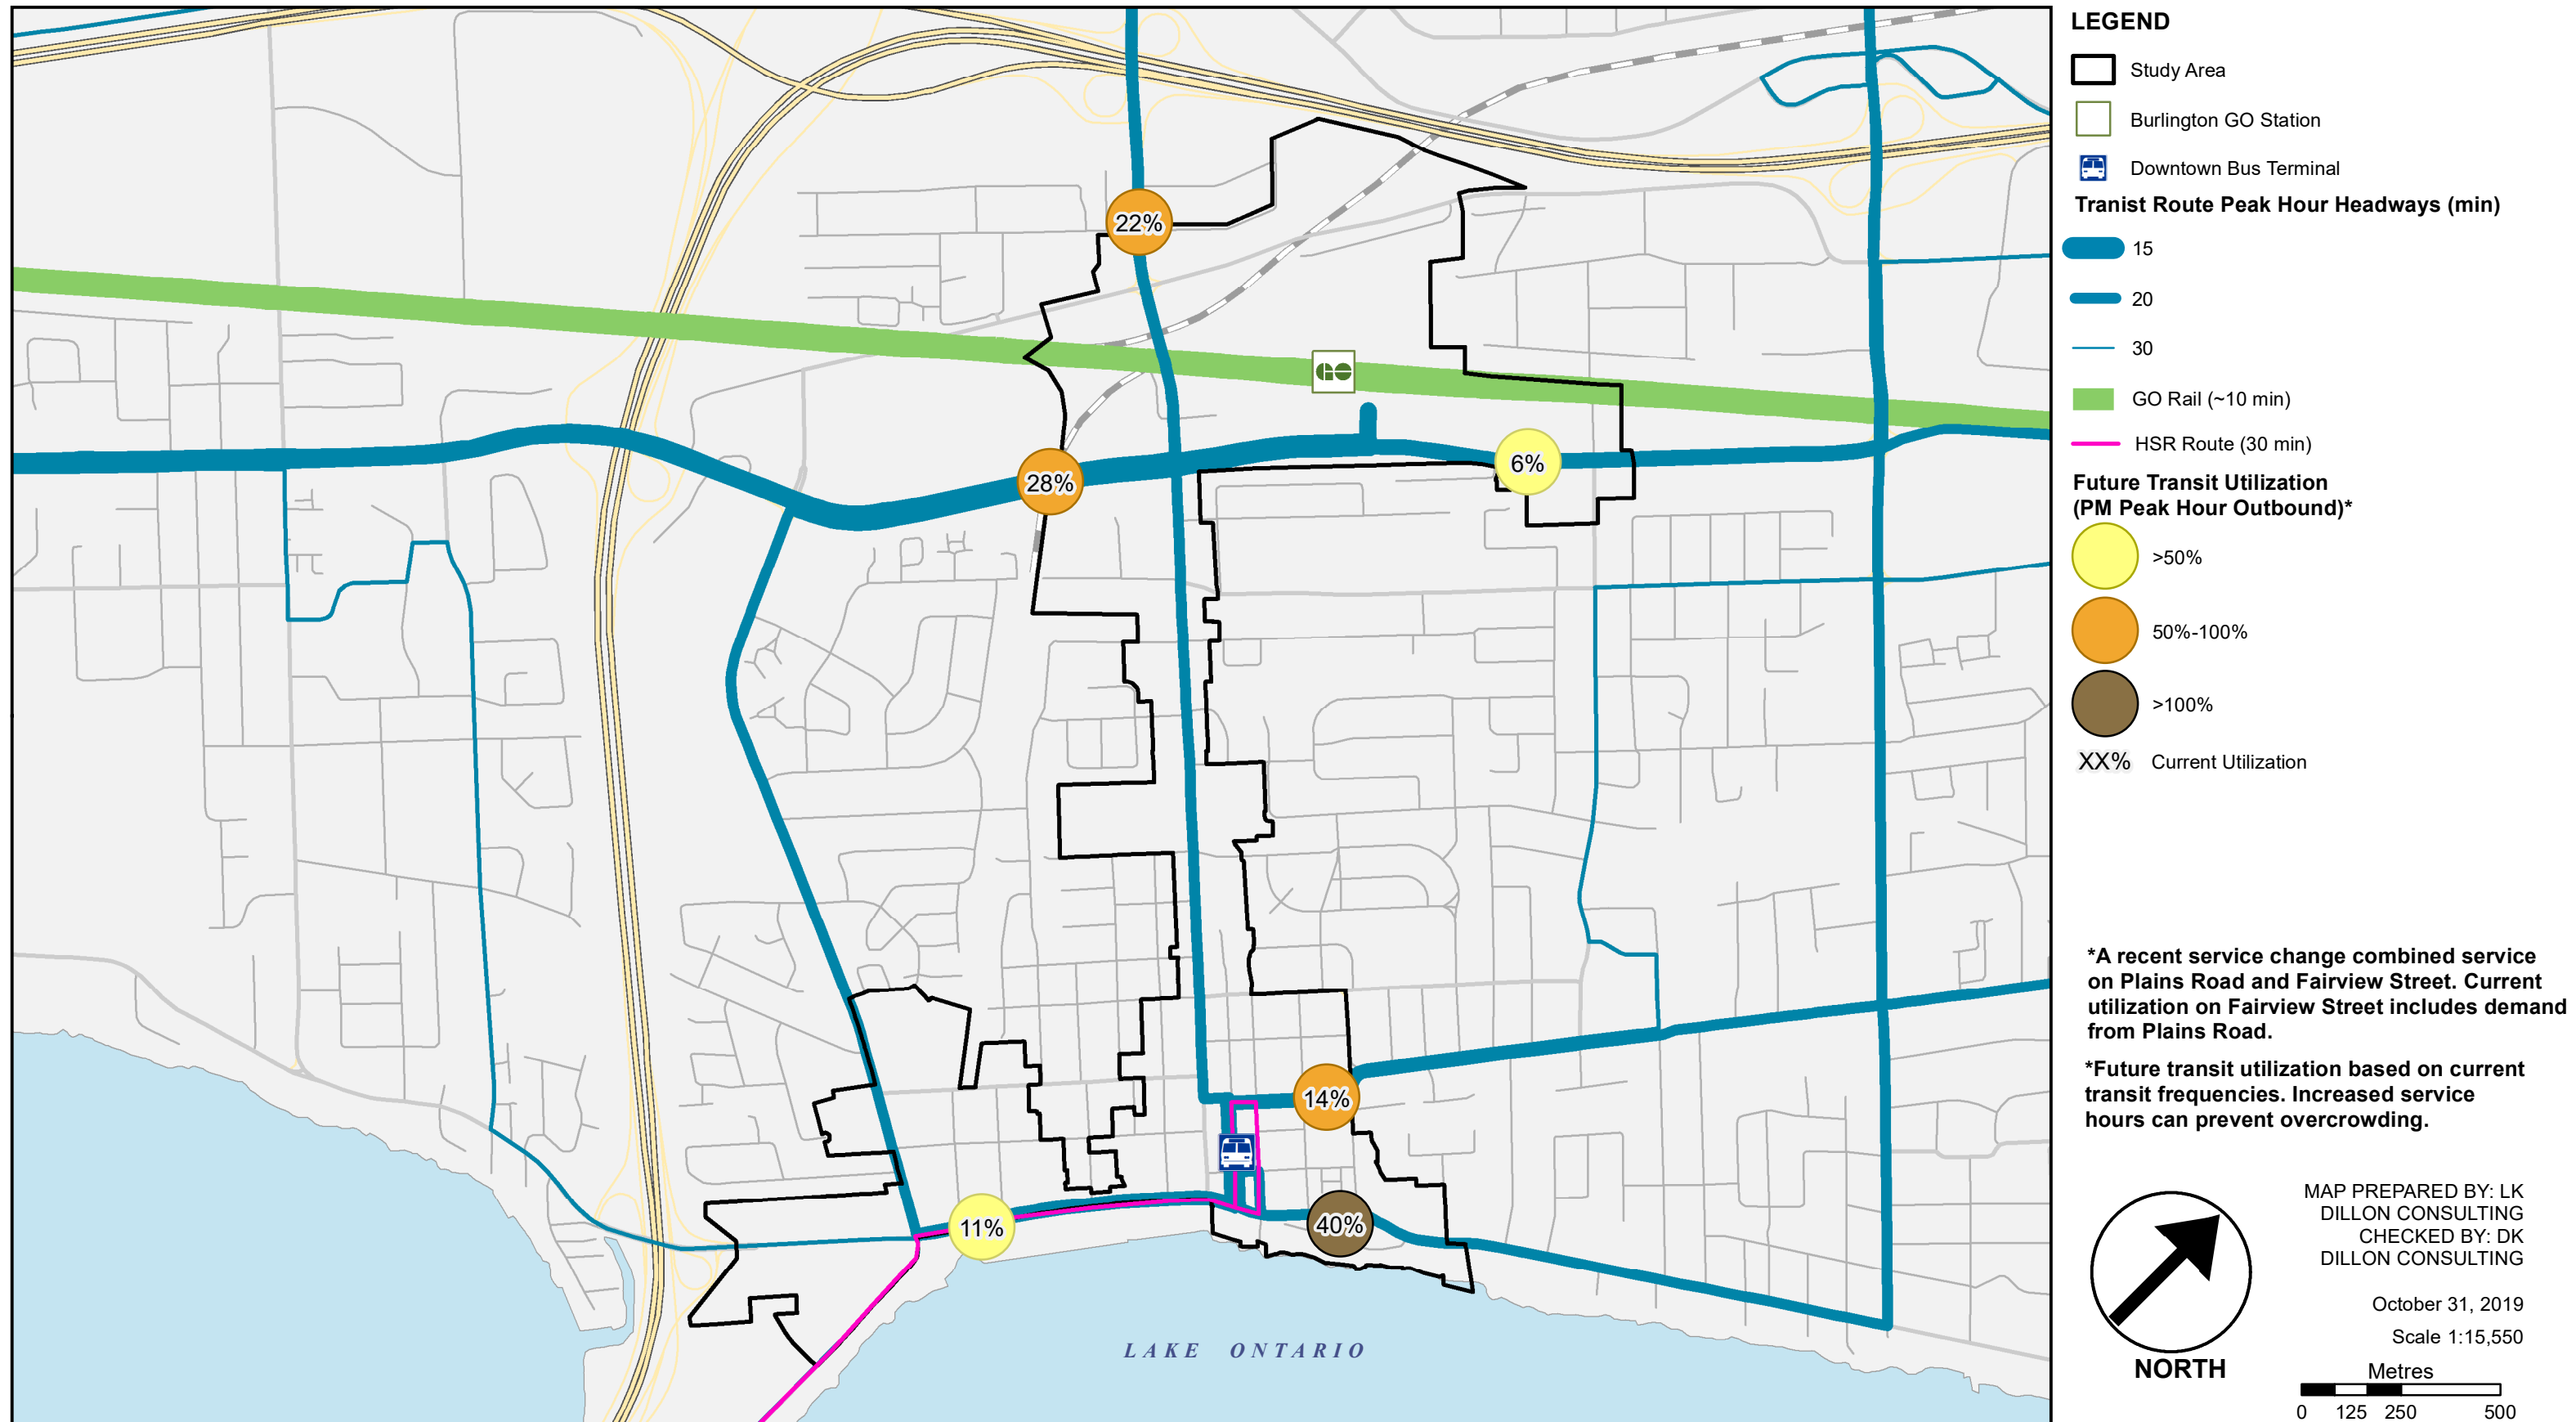 22%
28%
6%
14%
11%
40%
LAKE ONTARIO
LEGEND
Study Area
Burlington GO Station
Downtown Bus Terminal
Tranist Route Peak Hour Headways (min)
15
20
30
GO Rail (~10 min)
HSR Route (30 min)
Future Transit Utilization
(PM Peak Hour Outbound)*
>50%
50%-100%
>100%
XX% Current Utilization
*A recent service change combined service
on Plains Road and Fairview Street. Current
utilization on Fairview Street includes demand
from Plains Road.
*Future transit utilization based on current
transit frequencies. Increased service
hours can prevent overcrowding.
NORTH
MAP PREPARED BY: LK
DILLON CONSULTING
CHECKED BY: DK
DILLON CONSULTING
October 31, 2019
Scale 1:15,550
Metres
0 125 250 500